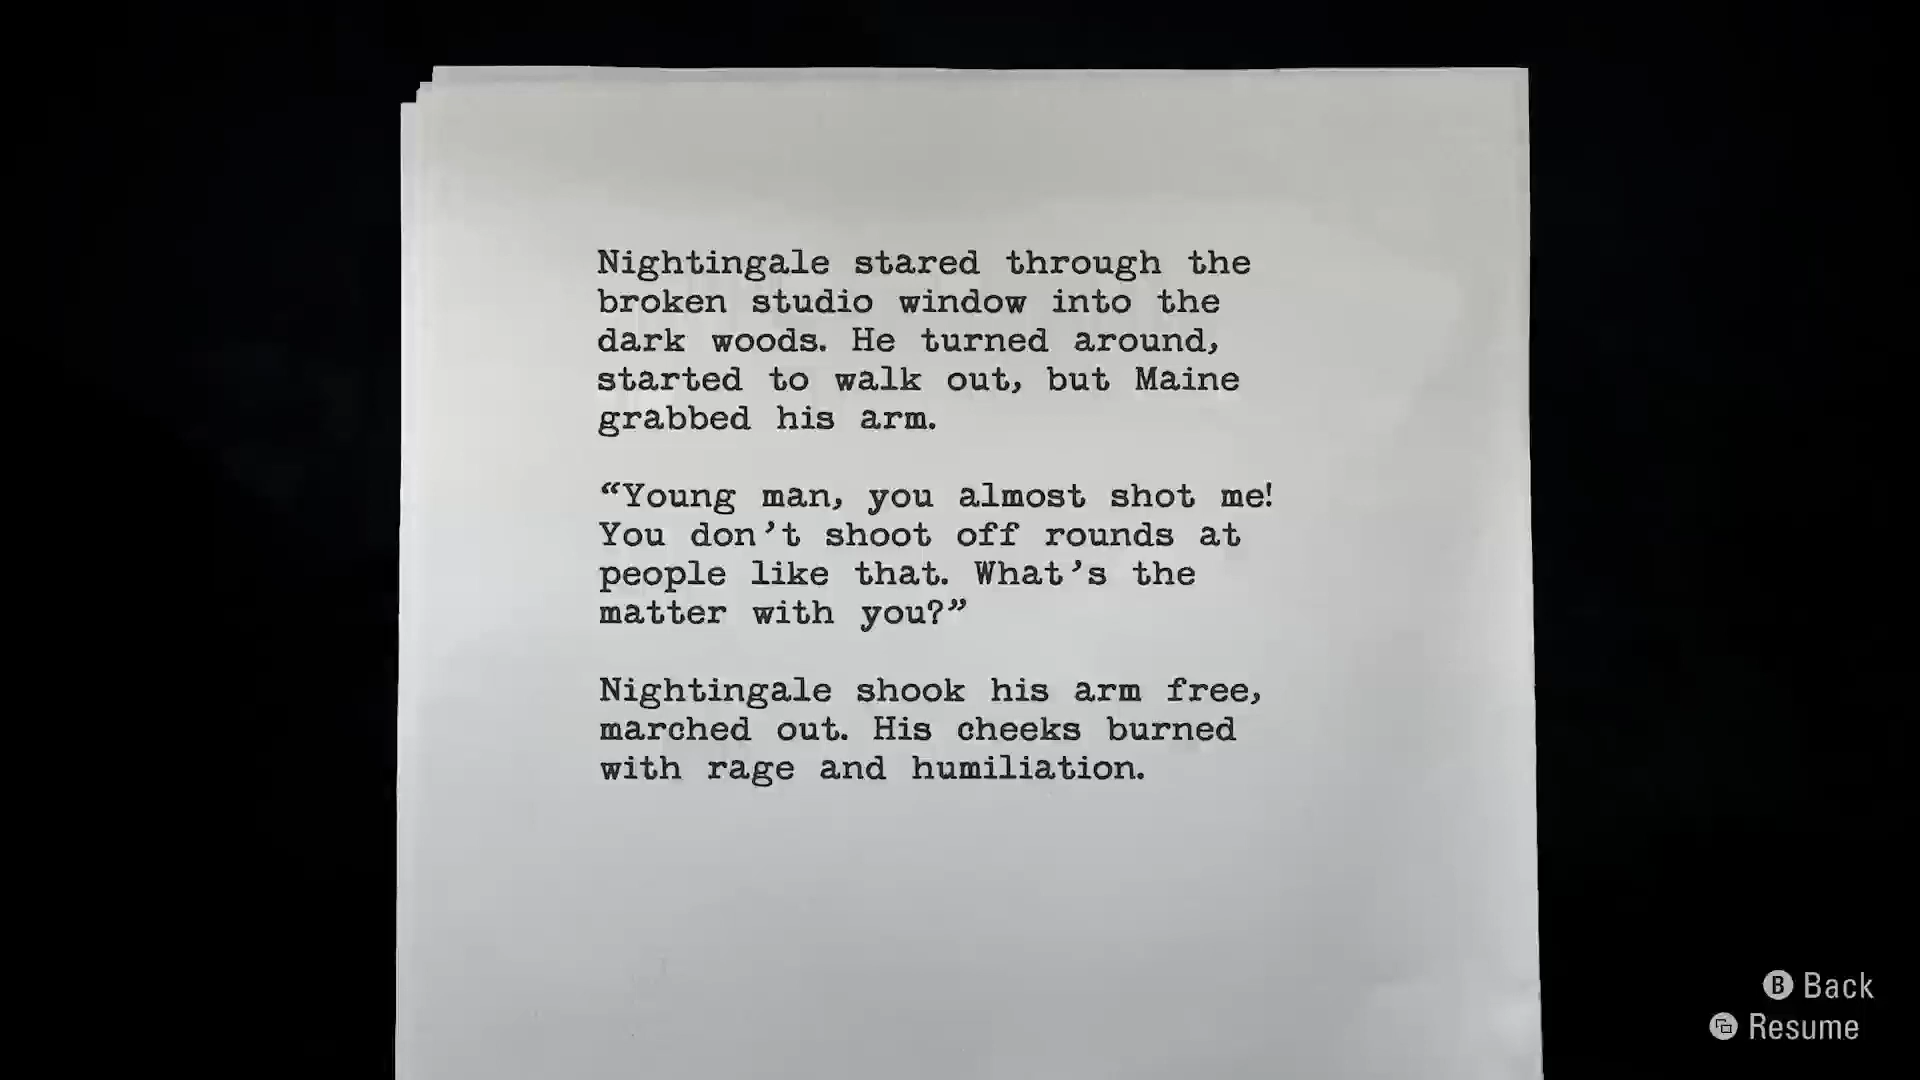 Nightingale stared through the
broken studio window into the
dark woods. He turned around,
started to walk out, but Maine
grabbed his arm.
“Young man, you almost shot me!
You don’t shoot off rounds at
people like that. What’s the
matter with you?”
Nightingale shook his arm free,
marched out. His cheeks burned
with rage and humiliation.
B Back
Resume